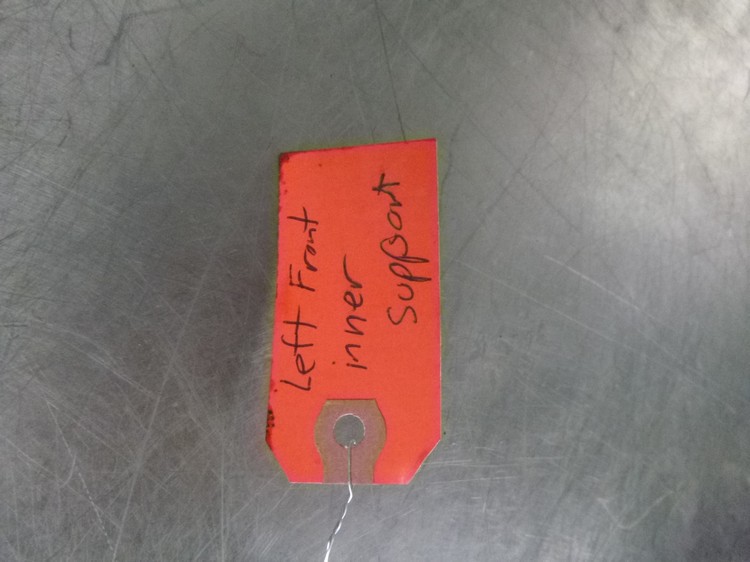 Left Front
inner
Support